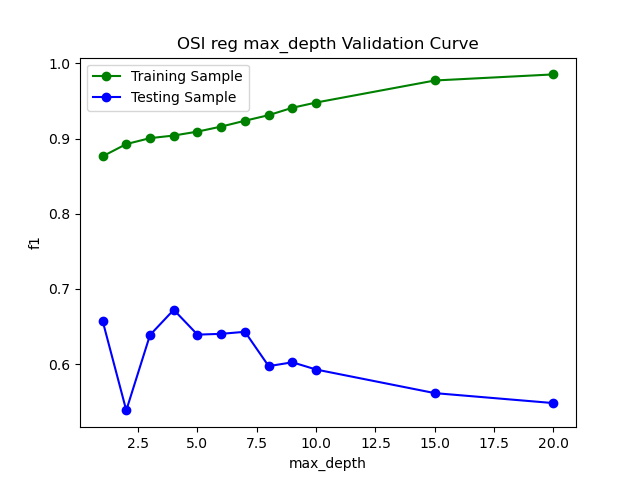 OSI reg max_depth Validation Curve
Training Sample
Testing Sample
1.0
0.9
0.8
0.7
0.6
f1
2.5 5.0 7.5 10.0 12.5 15.0 17.5 20.0
max_depth